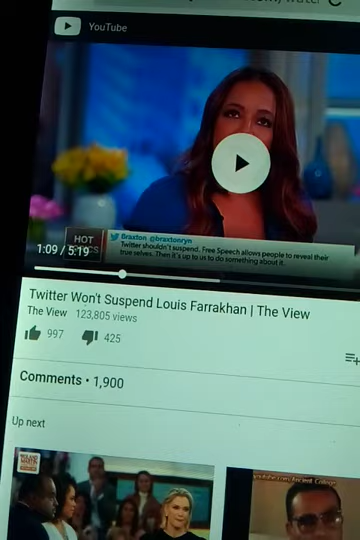 YouTube
Braxton @braxtonryn
Twitter shouldn't suspend. Free Speech allows people to reveal their
true selves. Then it's up to us to do something about it.
HOT
1:09 / 5:19
Twitter Won't Suspend Louis Farrakhan | The View
The View 123,805 views
997 425
Comments • 1,900
Up next